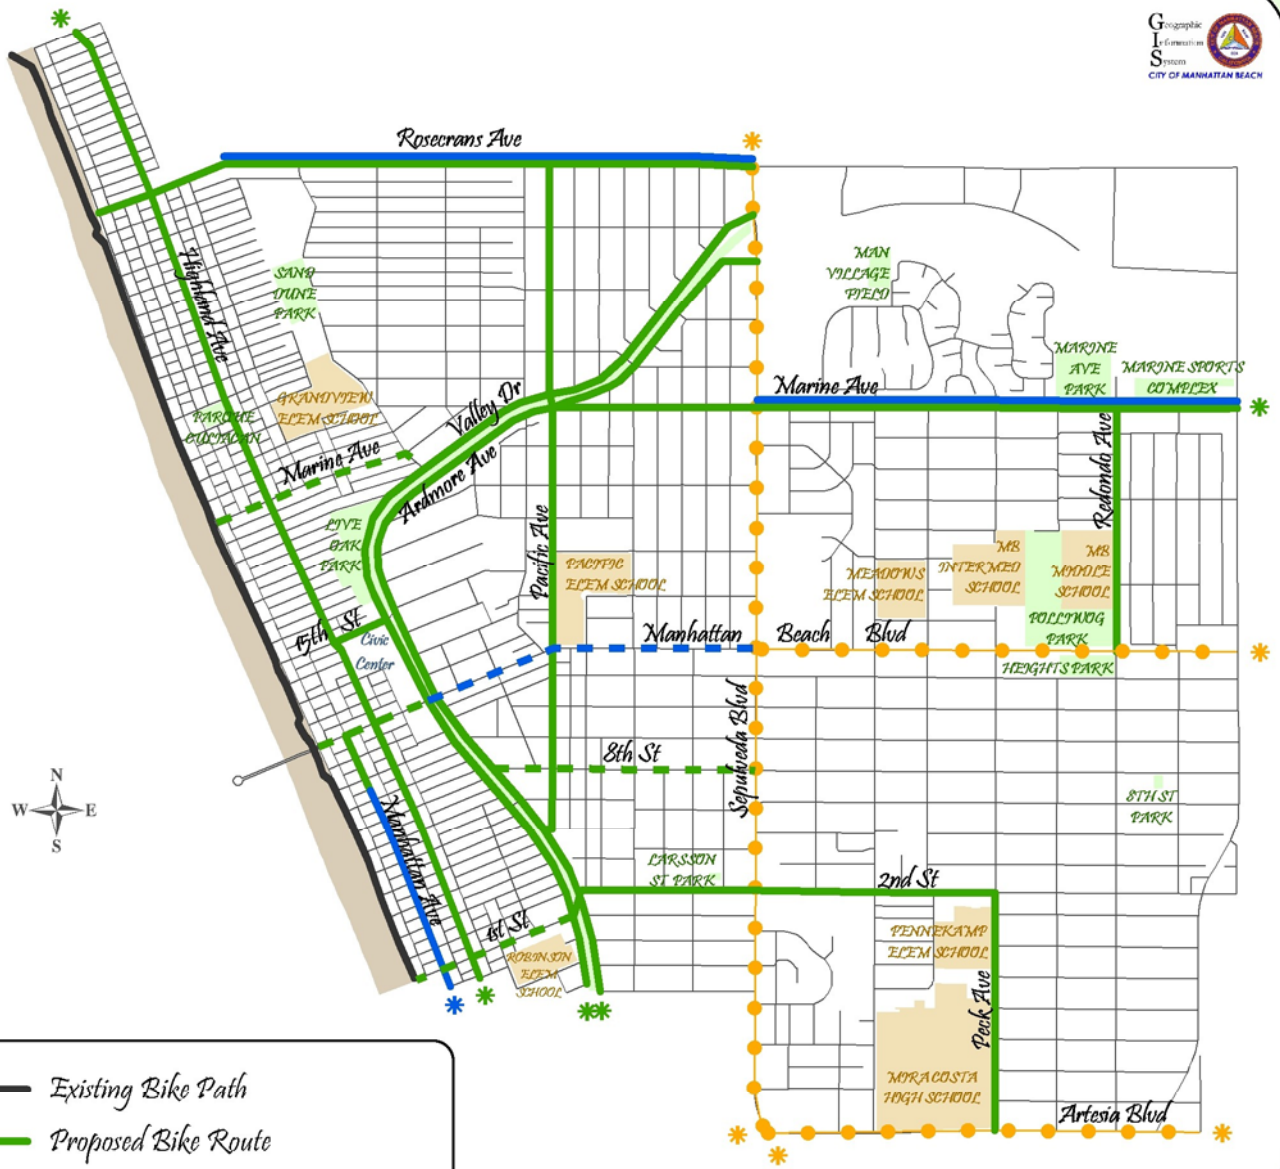 Geographic
Information
System
CITY OF MANHATTAN BEACH
Rosecrans Ave
Highland Ave
SAND
DUNE
PARK
MAN
VILLAGE
FIELD
MARINE
AVE
PARK
MARINE SPORTS
COMPLEX
Marine Ave
Valley Dr
GRANDVIEW
ELEM SCHOOL
PARQUE
CULIACAN
Marine Ave
Ardmore Ave
Redondo Ave
LIVE
OAK
PARK
Pacific Ave
PACIFIC
ELEM SCHOOL
MEADOWS
ELEM SCHOOL
MB
INTERMED
SCHOOL
MB
MIDDLE
SCHOOL
POLLIWOG
PARK
15th St
Civic
Center
Manhattan Beach Blvd
HEIGHTS PARK
Sepulveda Blvd
8th St
8TH ST
PARK
N
W E
S
Manhattan Ave
LARSSON
ST PARK
2nd St
1st St
ROBINSON
ELEM
SCHOOL
PENNEKAMP
ELEM SCHOOL
Peck Ave
MIRA COSTA
HIGH SCHOOL
Artesia Blvd
Existing Bike Path
Proposed Bike Route